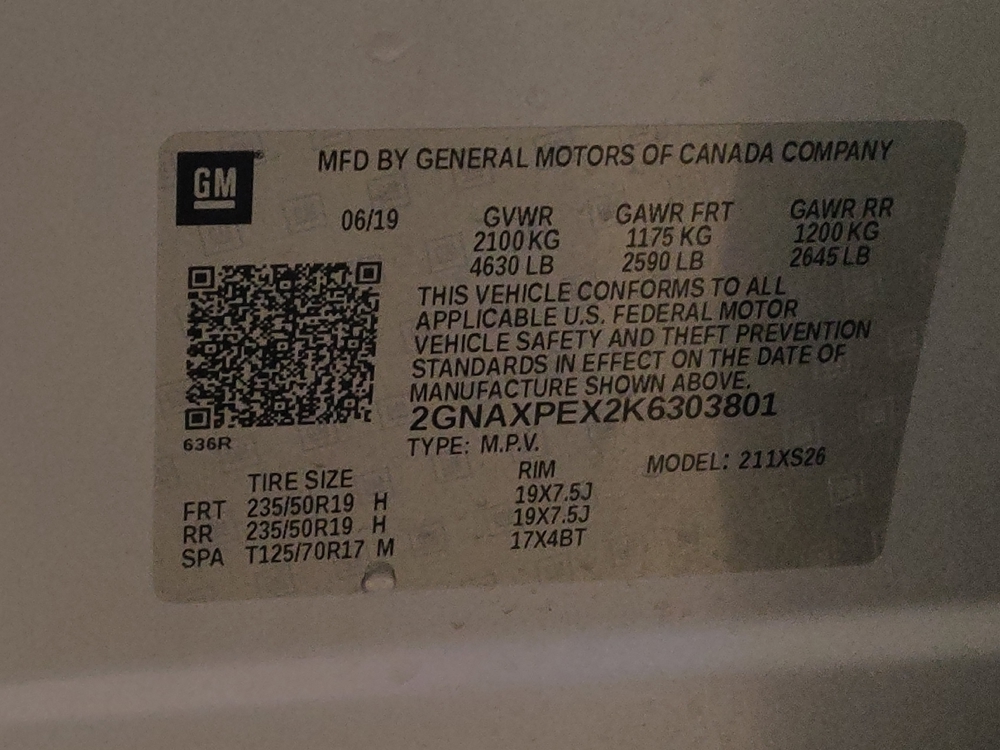 GM
MFD BY GENERAL MOTORS OF CANADA COMPANY
06/19 GVWR GAWR FRT GAWR RR
2100 KG 1175 KG 1200 KG
4630 LB 2590 LB 2645 LB
THIS VEHICLE CONFORMS TO ALL
APPLICABLE U.S. FEDERAL MOTOR
VEHICLE SAFETY AND THEFT PREVENTION
STANDARDS IN EFFECT ON THE DATE OF
MANUFACTURE SHOWN ABOVE.
2GNAXPEX2K6303801
636R
TYPE: M.P.V.
MODEL: 211XS26
TIRE SIZE RIM
FRT 235/50R19 H 19X7.5J
RR 235/50R19 H 19X7.5J
SPA T125/70R17 M 17X4BT